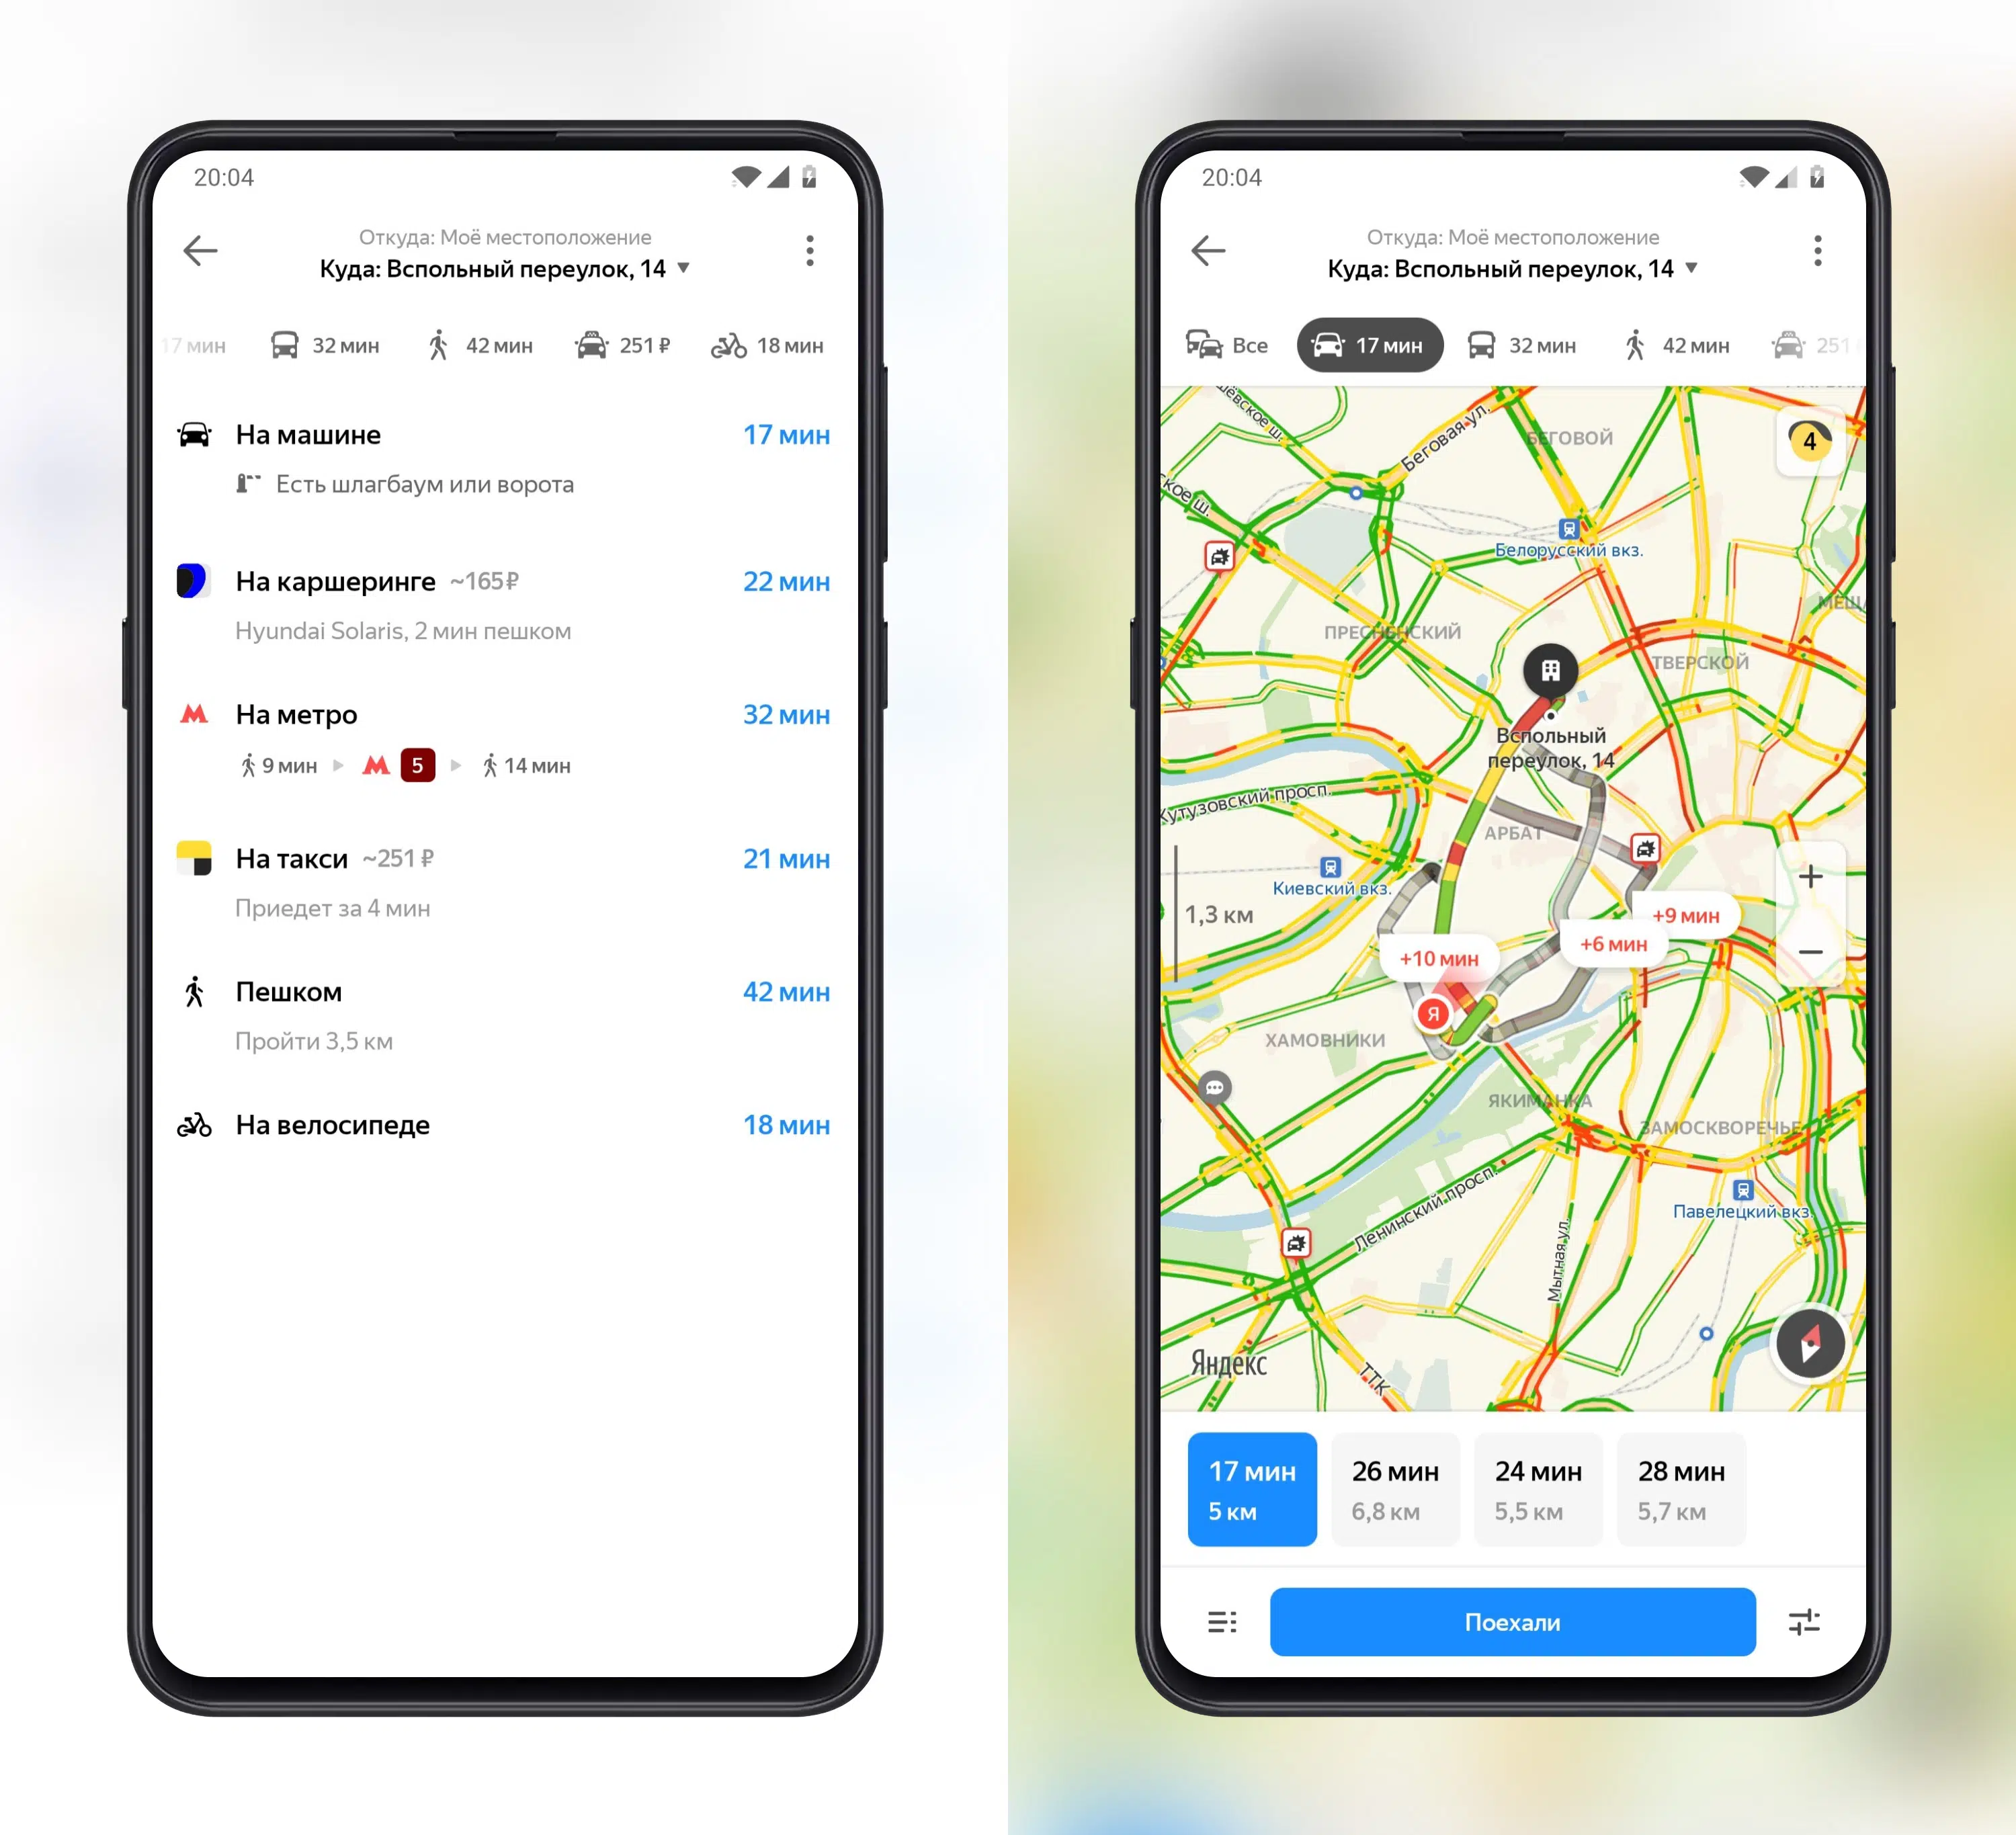 20:04
Откуда: Моё местоположение
Куда: Вспольный переулок, 14
17 мин
32 мин
42 мин
251 ₽
18 мин
На машине
17 мин
Есть шлагбаум или ворота
На каршеринге ~165 ₽
22 мин
Hyundai Solaris, 2 мин пешком
На метро
32 мин
9 мин
5
14 мин
На такси ~251 ₽
21 мин
Приедет за 4 мин
Пешком
42 мин
Пройти 3,5 км
На велосипеде
18 мин
20:04
Откуда: Моё местоположение
Куда: Вспольный переулок, 14
Все
17 мин
32 мин
42 мин
251
Беговая ул.
БЕГОВОЙ
4
ское ш.
Белорусский вкз.
ПРЕСНЕНСКИЙ
ТВЕРСКОЙ
Вспольный
переулок, 14
Кутузовский просп.
АРБАТ
Киевский вкз.
1,3 км
+9 мин
+6 мин
+10 мин
Я
ХАМОВНИКИ
ЯКИМАНКА
ЗАМОСКВОРЕЧЬЕ
Ленинский просп.
Павелецкий вкз.
Мытная ул.
Яндекс
ТТК
17 мин
5 км
26 мин
6,8 км
24 мин
5,5 км
28 мин
5,7 км
Поехали